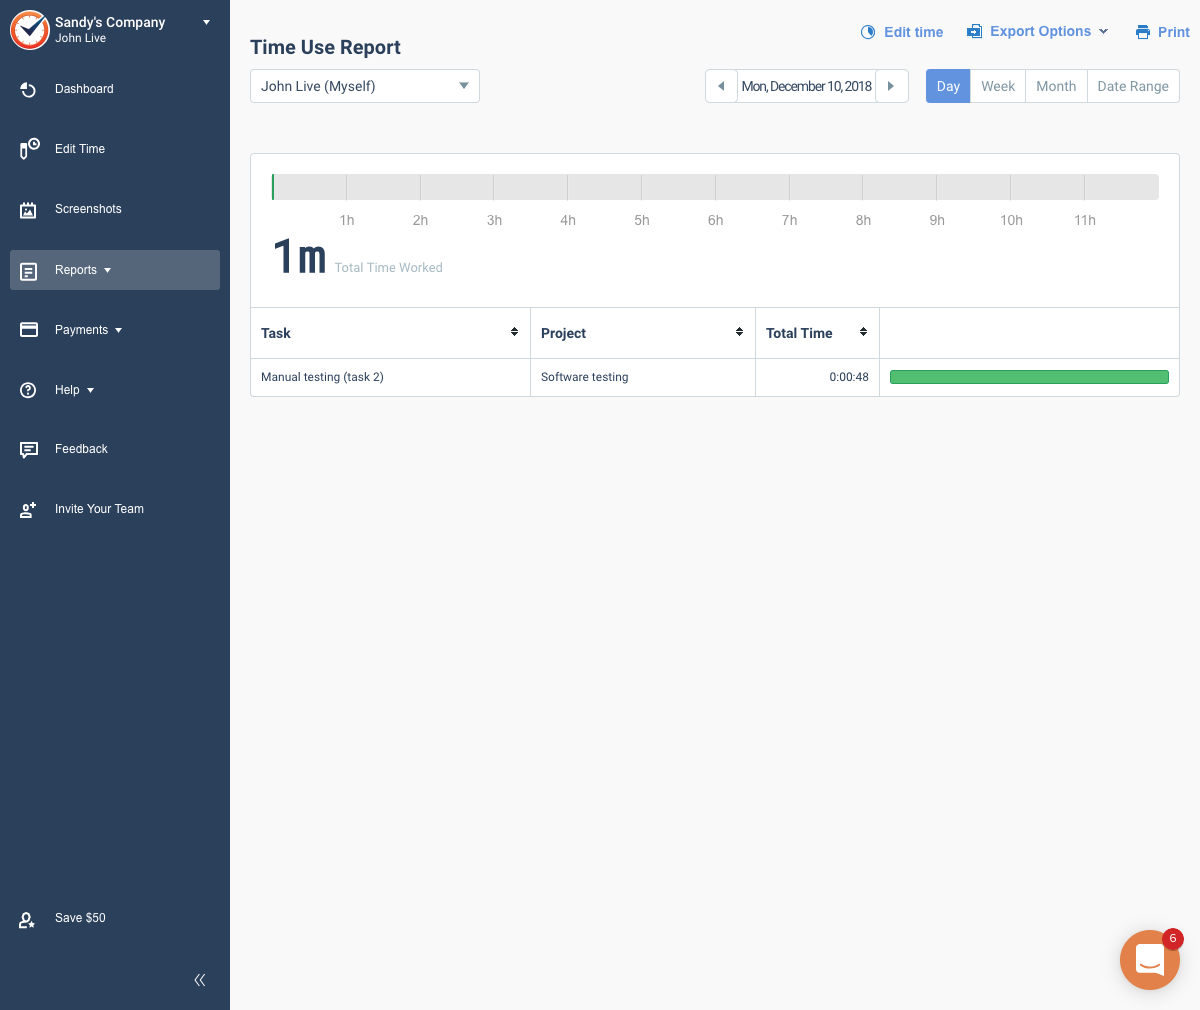 Sandy's Company
John Live
Dashboard
Edit Time
Screenshots
Reports
Payments
Help
Feedback
Invite Your Team
Save $50
Edit time
Export Options
Print
Time Use Report
John Live (Myself)
Mon, December 10, 2018
Day
Week
Month
Date Range
1h 2h 3h 4h 5h 6h 7h 8h 9h 10h 11h
1m Total Time Worked
Task Project Total Time
Manual testing (task 2) Software testing 0:00:48
6